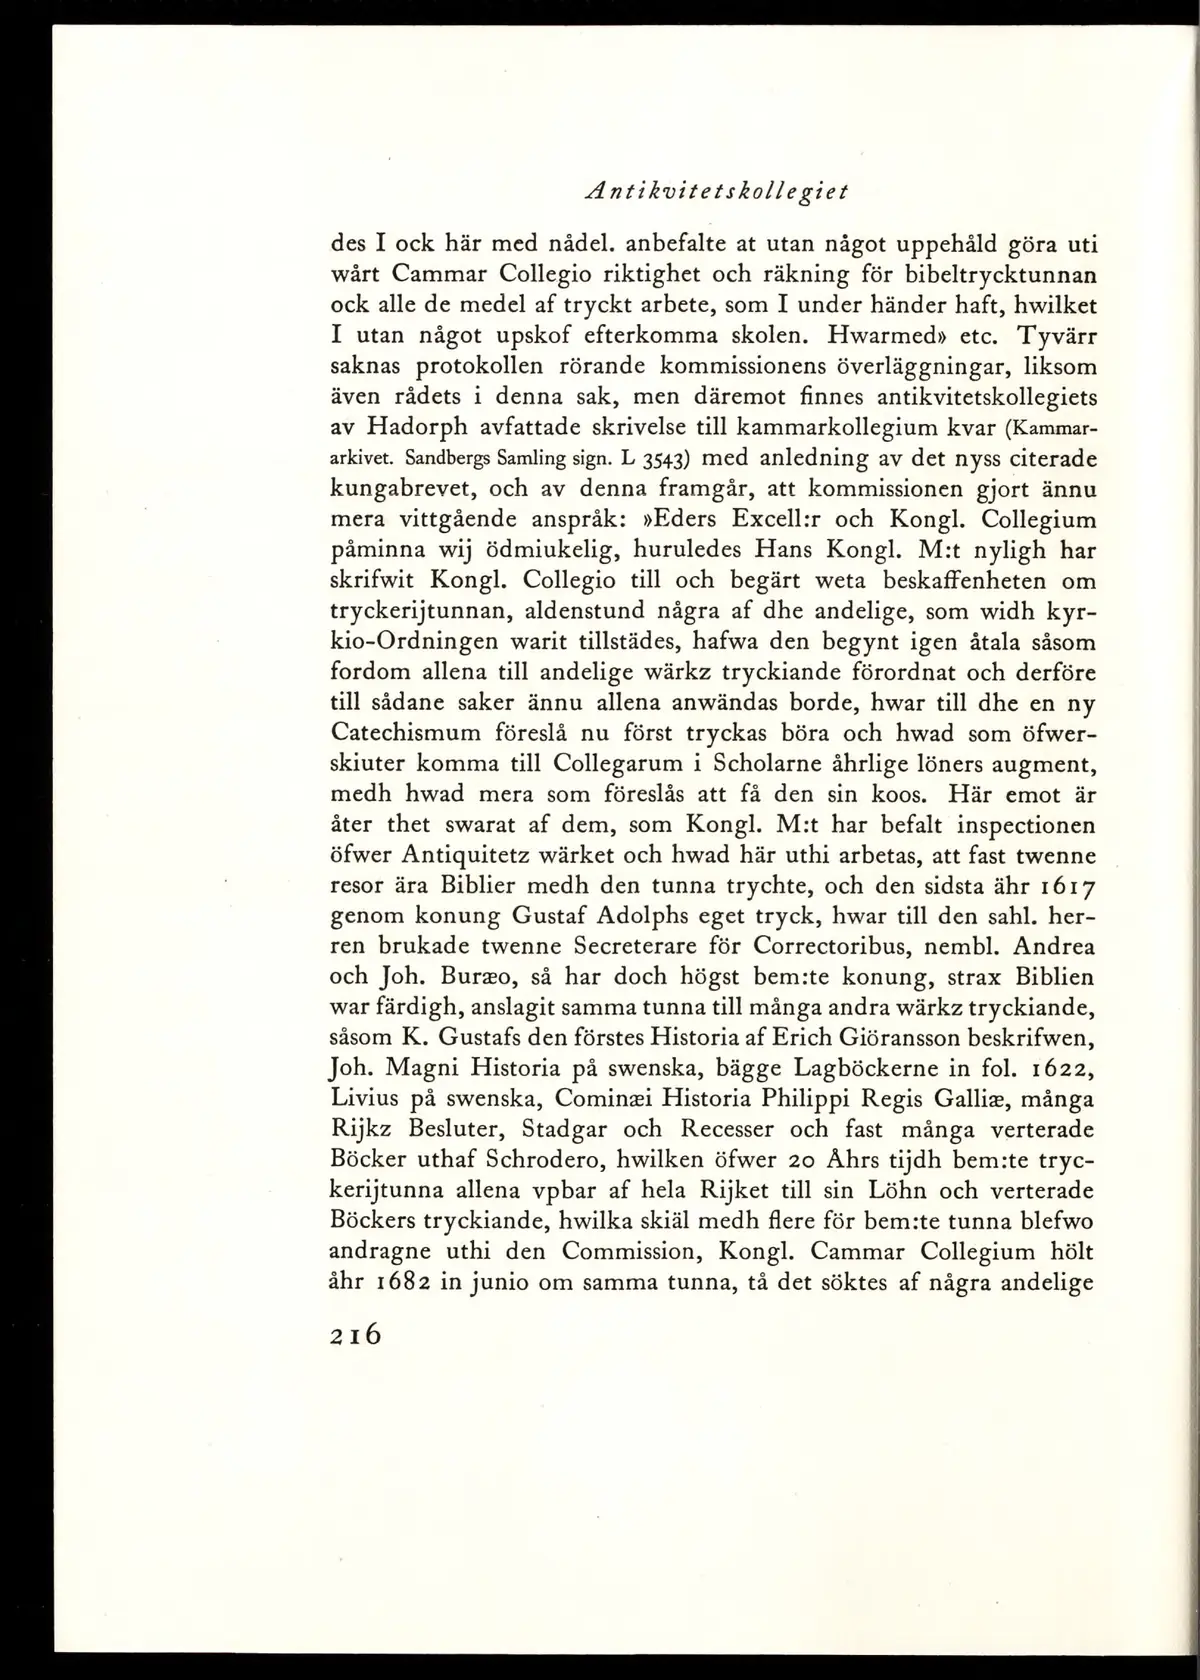 Antikvitetskollegiet
des I ock här med nådel. anbefalte at utan något uppehåld göra uti
wårt Cammar Collegio riktighet och räkning för bibeltrycktunnan
ock alle de medel af tryckt arbete, som I under händer haft, hwilket
I utan något upskof efterkomma skolen. Hwarmed» etc. Tyvärr
saknas protokollen rörande kommissionens överläggningar, liksom
även rådets i denna sak, men däremot finnes antikvitetskollegiets
av Hadorph avfattade skrivelse till kammarkollegium kvar (Kammar-
arkivet. Sandbergs Samling sign. L 3543) med anledning av det nyss citerade
kungabrevet, och av denna framgår, att kommissionen gjort ännu
mera vittgående anspråk: »Eders Excell:r och Kongl. Collegium
påminna wij ödmiukelig, huruledes Hans Kongl. M:t nyligh har
skrifwit Kongl. Collegio till och begärt weta beskaffenheten om
tryckerijtunnan, aldenstund några af dhe andelige, som widh kyr-
kio-Ordningen warit tillstädes, hafwa den begynt igen åtala såsom
fordom allena till andelige wärkz tryckiande förordnat och derföre
till sådane saker ännu allena anwändas borde, hwar till dhe en ny
Catechismum föreslå nu först tryckas böra och hwad som öfwer-
skiuter komma till Collegarum i Scholarne åhrlige löners augment,
medh hwad mera som föreslås att få den sin koos. Här emot är
åter thet swarat af dem, som Kongl. M:t har befalt inspectionen
öfwer Antiquitetz wärket och hwad här uthi arbetas, att fast twenne
resor ära Biblier medh den tunna trychte, och den sidsta ähr 1617
genom konung Gustaf Adolphs eget tryck, hwar till den sahl. her-
ren brukade twenne Secreterare för Correctoribus, nembl. Andrea
och Joh. Buræo, så har doch högst bem:te konung, strax Biblien
war färdigh, anslagit samma tunna till många andra wärkz tryckiande,
såsom K. Gustafs den förstes Historia af Erich Giöransson beskrifwen,
Joh. Magni Historia på swenska, bägge Lagböckerne in fol. 1622,
Livius på swenska, Cominæi Historia Philippi Regis Galliæ, många
Rijkz Besluter, Stadgar och Recesser och fast många verterade
Böcker uthaf Schrodero, hwilken öfwer 20 Åhrs tijdh bem:te tryc-
kerijtunna allena vpbar af hela Rijket till sin Löhn och verterade
Böckers tryckiande, hwilka skiäl medh flere för bem:te tunna blefwo
andragne uthi den Commission, Kongl. Cammar Collegium hölt
åhr 1682 in junio om samma tunna, tå det söktes af några andelige
216